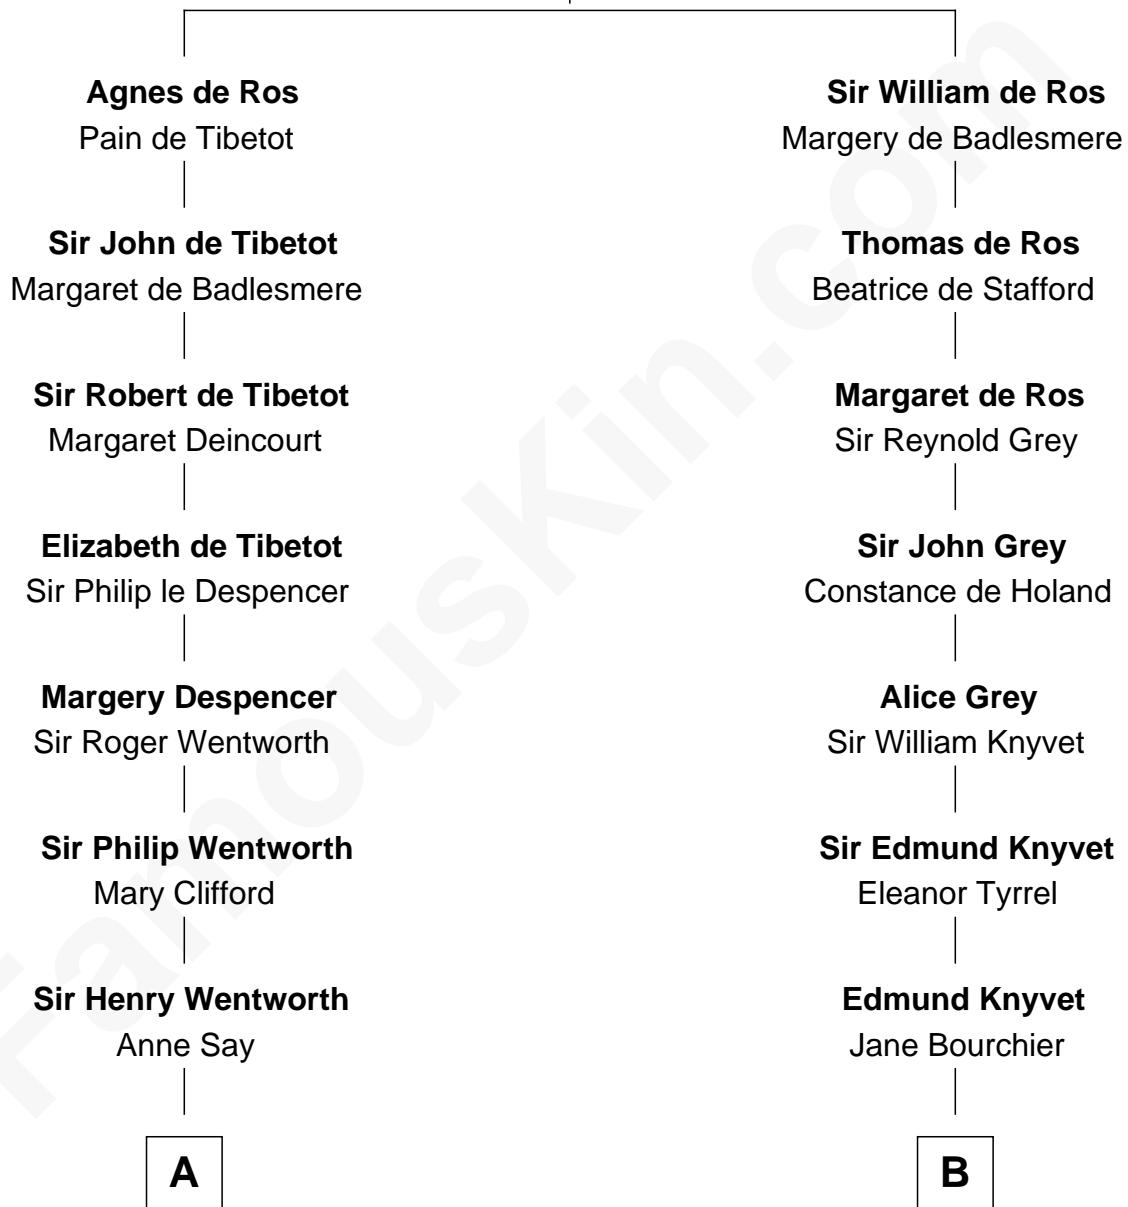 Agnes de Ros
Pain de Tibetot
Sir William de Ros
Margery de Badlesmere
Sir John de Tibetot
Margaret de Badlesmere
Thomas de Ros
Beatrice de Stafford
Sir Robert de Tibetot
Margaret Deincourt
Margaret de Ros
Sir Reynold Grey
Elizabeth de Tibetot
Sir Philip le Despencer
Sir John Grey
Constance de Holand
Margery Despencer
Sir Roger Wentworth
Alice Grey
Sir William Knyvet
Sir Philip Wentworth
Mary Clifford
Sir Edmund Knyvet
Eleanor Tyrrel
Sir Henry Wentworth
Anne Say
Edmund Knyvet
Jane Bourchier
A
B
FamousKin.com